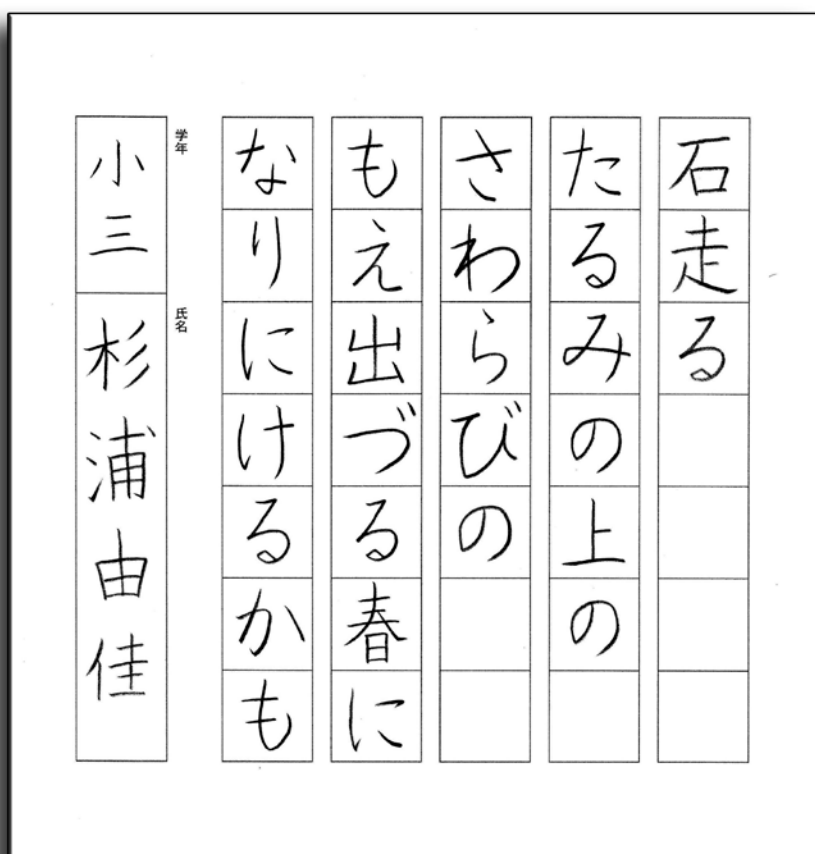 石走る
たるみの上の
さわらびの
もえ出づる春に
なりにけるかも
学年
小三
氏名
杉浦由佳